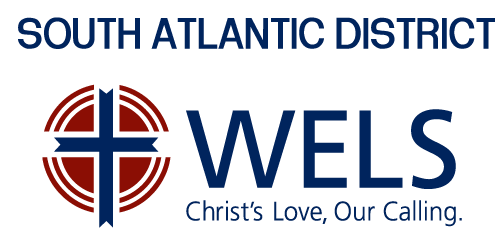 SOUTH ATLANTIC DISTRICT
WELS
Christ's Love, Our Calling.